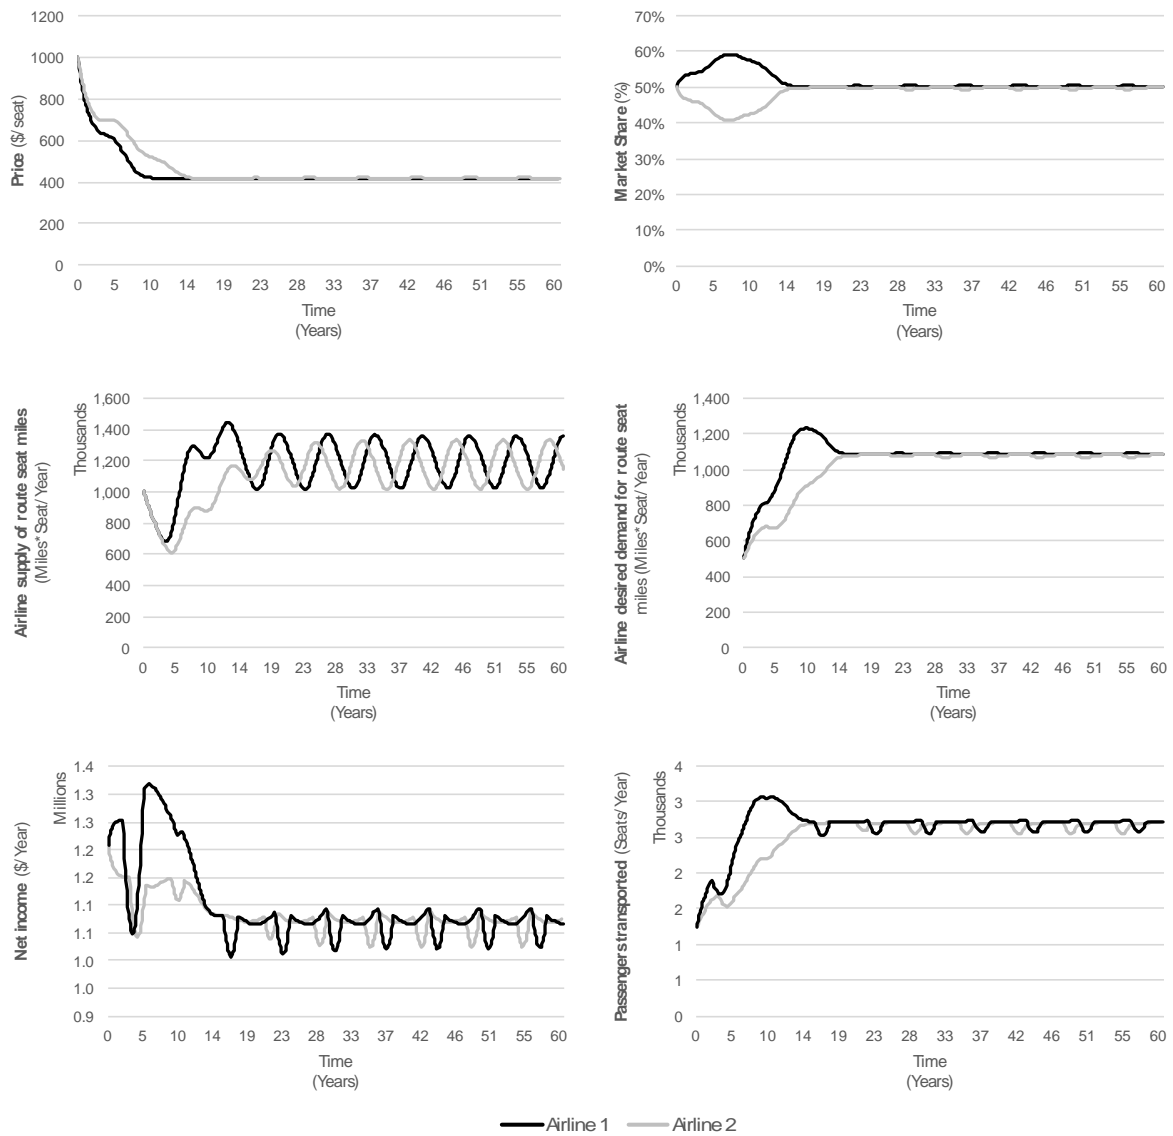 1200
1000
800
600
400
200
0
Price ($/seat)
0 5 10 14 19 23 28 33 37 42 46 51 55 60
Time
(Years)
70%
60%
50%
40%
30%
20%
10%
0%
Market Share (%)
0 5 10 14 19 23 28 33 37 42 46 51 55 60
Time
(Years)
Airline supply of route seat miles
(Miles* Seat/Year)
Thousands
1,600
1,400
1,200
1,000
800
600
400
200
0
0 5 10 14 19 23 28 33 37 42 46 51 55 60
Time
(Years)
Airline desired demand for route seat
miles (Miles* Seat/Year)
Thousands
1,400
1,200
1,000
800
600
400
200
0
0 5 10 14 19 23 28 33 37 42 46 51 55 60
Time
(Years)
Net income ($/Year)
Millions
1.4
1.3
1.3
1.2
1.2
1.1
1.1
1.0
1.0
0.9
0 5 10 14 19 23 28 33 37 42 46 51 55 60
Time
(Years)
Passengers transported (Seats/Year)
Thousands
4
3
3
2
2
1
1
0
0 5 10 14 19 23 28 33 37 42 46 51 55 60
Time
(Years)
Airline 1 Airline 2